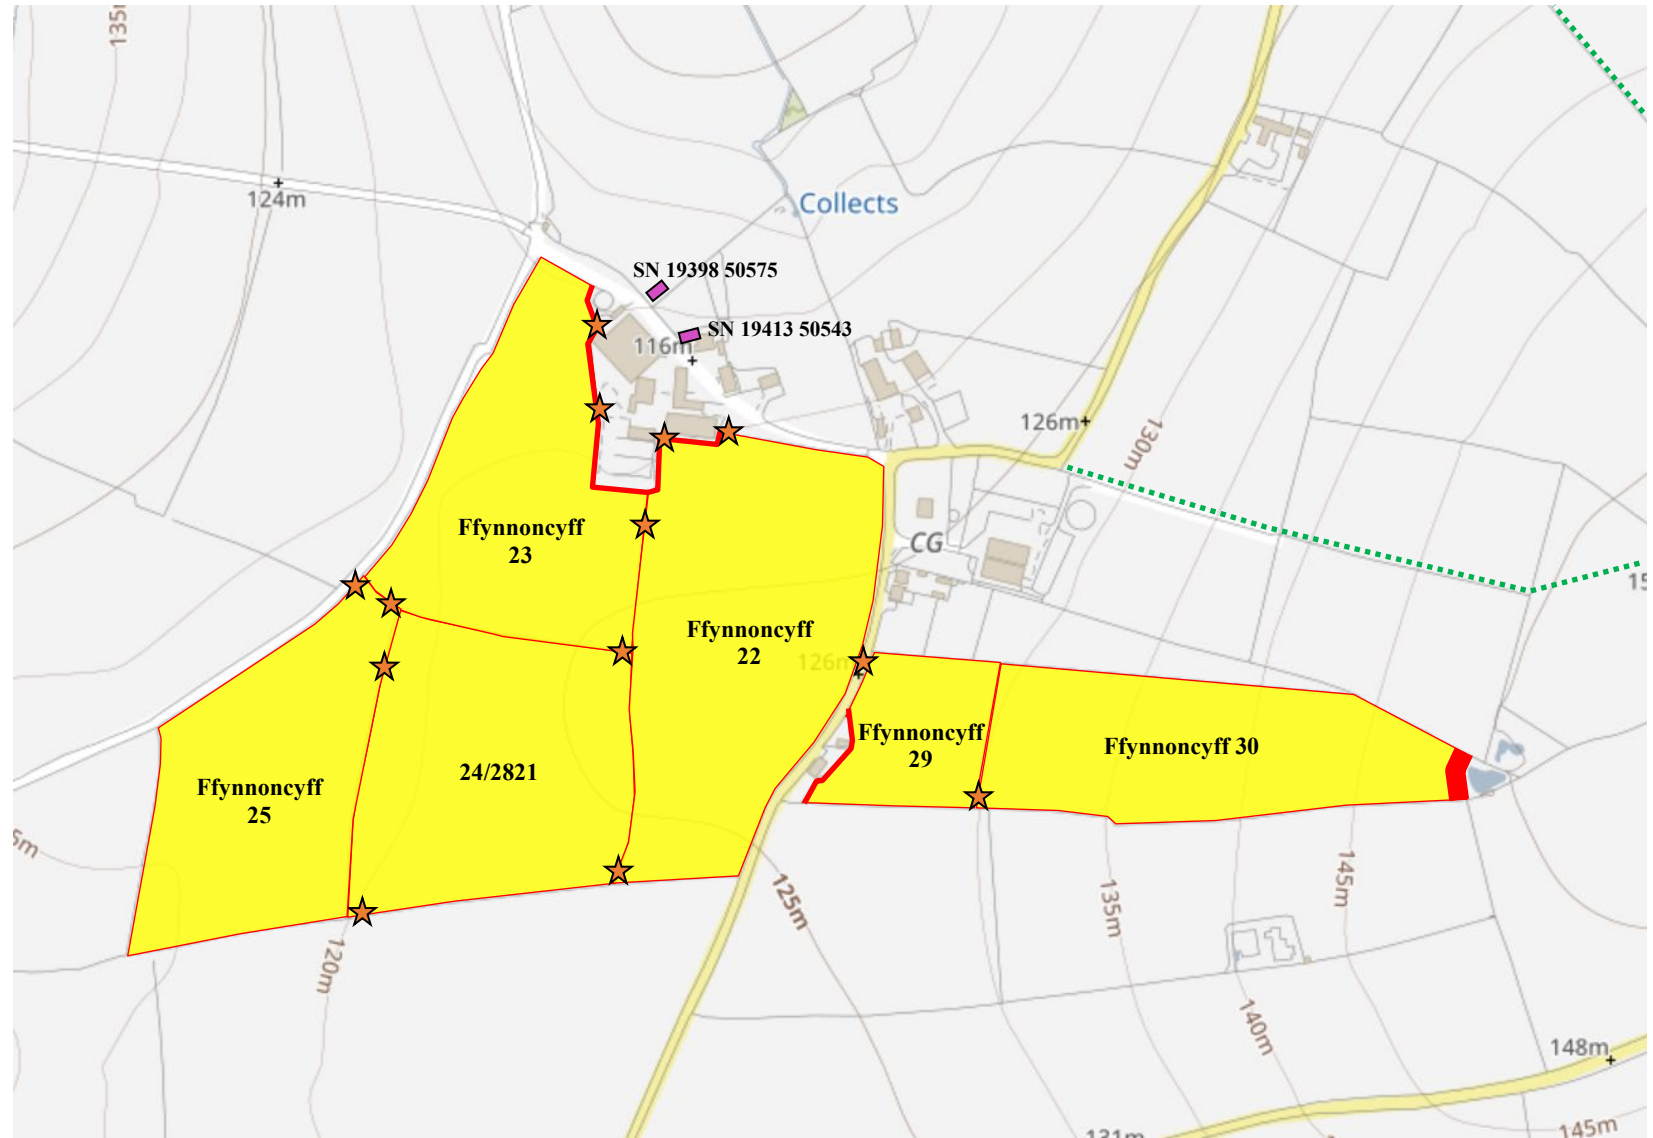 135m
124m
Collects
SN 19398 50575
SN 19413 50543
116m
126m
130m
Ffynnoncyff
23
CG
15
Ffynnoncyff
22
126m
Ffynnoncyff
29
Ffynnoncyff 30
Ffynnoncyff
25
24/2821
5m
125m
135m
145m
120m
140m
148m
131m
145m